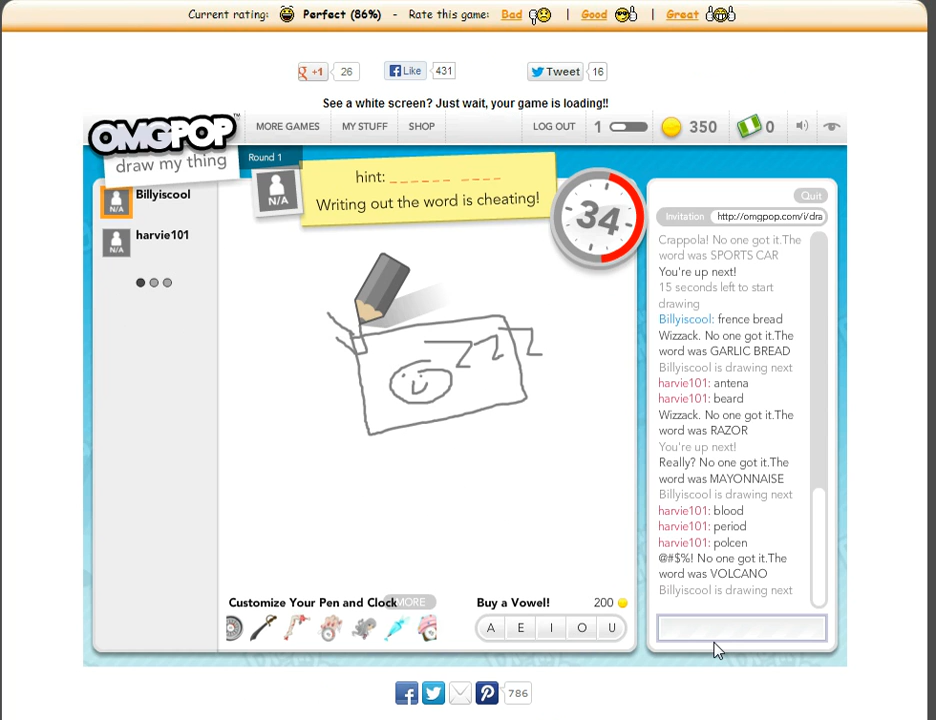 Current rating: Perfect (86%) - Rate this game: Bad | Good | Great
+1 26 Like 431 Tweet 16
See a white screen? Just wait, your game is loading!!
OMGPOP™
draw my thing
MORE GAMES MY STUFF SHOP LOG OUT 1 350 0
Round 1
N/A
hint: ______ ____
Writing out the word is cheating!
34
N/A Billyiscool
N/A harvie101
Quit
Invitation http://omgpop.com/i/dra
Crappola! No one got it.The
word was SPORTS CAR
You're up next!
15 seconds left to start
drawing
Billyiscool: frence bread
Wizzack. No one got it.The
word was GARLIC BREAD
Billyiscool is drawing next
harvie101: antena
harvie101: beard
Wizzack. No one got it.The
word was RAZOR
You're up next!
Really? No one got it.The
word was MAYONNAISE
Billyiscool is drawing next
harvie101: blood
harvie101: period
harvie101: polcen
@#$%! No one got it.The
word was VOLCANO
Billyiscool is drawing next
zzz
Customize Your Pen and Clock MORE
Buy a Vowel! 200
A E I O U
786